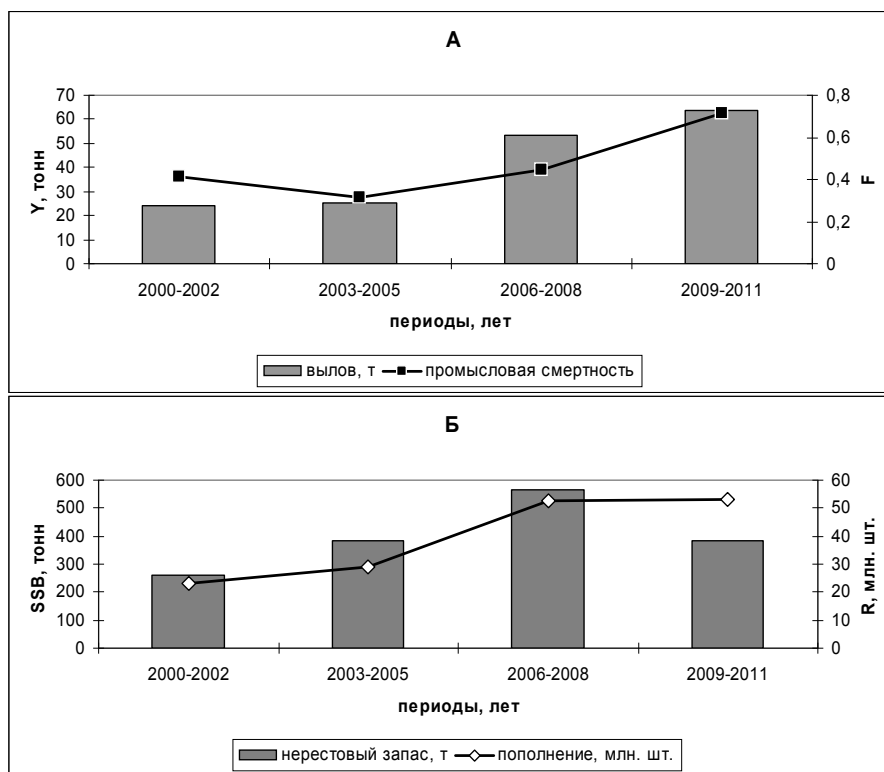 А
70
60
50
40
30
20
10
0
Y, тонн
0,8
0,6
0,4
0,2
0
F
2000-2002 2003-2005 2006-2008 2009-2011
периоды, лет
вылов, т промысловая смертность
Б
600
500
400
300
200
100
0
SSB, тонн
60
50
40
30
20
10
0
R, млн. шт.
2000-2002 2003-2005 2006-2008 2009-2011
периоды, лет
нерестовый запас, т пополнение, млн. шт.